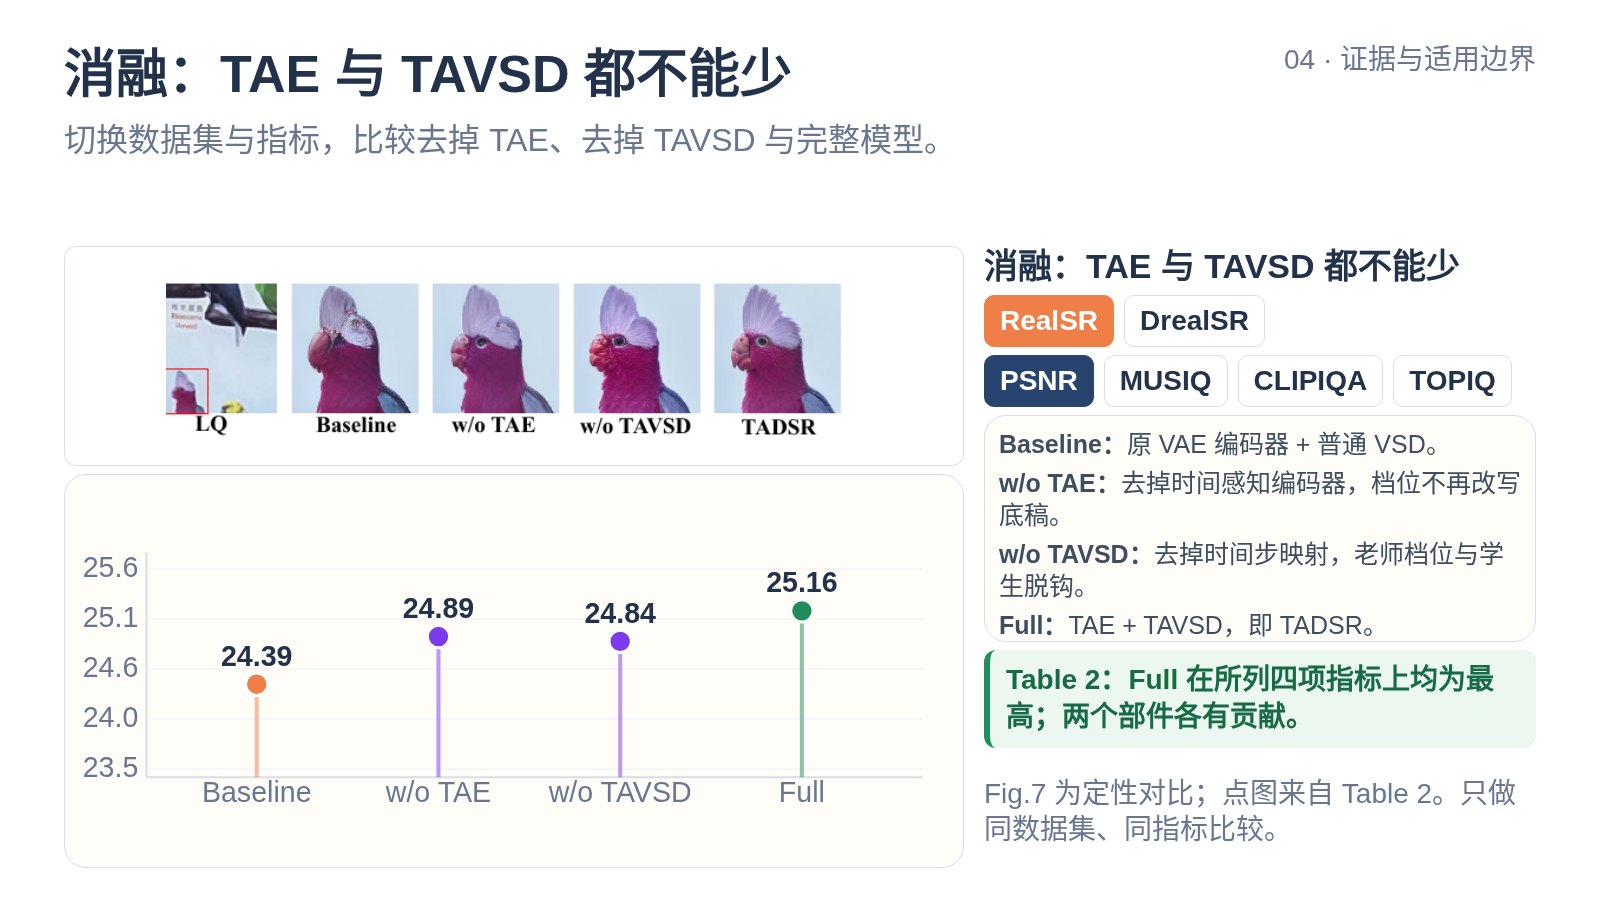 消融：TAE 与 TAVSD 都不能少
04 · 证据与适用边界
切换数据集与指标，比较去掉 TAE、去掉 TAVSD 与完整模型。
LQ
Baseline
w/o TAE
w/o TAVSD
TADSR
25.6
25.1
24.6
24.0
23.5
24.39
24.89
24.84
25.16
Baseline
w/o TAE
w/o TAVSD
Full
消融：TAE 与 TAVSD 都不能少
RealSR
DrealSR
PSNR
MUSIQ
CLIPIQA
TOPIQ
Baseline：原 VAE 编码器 + 普通 VSD。
w/o TAE：去掉时间感知编码器，档位不再改写
底稿。
w/o TAVSD：去掉时间步映射，老师档位与学
生脱钩。
Full：TAE + TAVSD，即 TADSR。
Table 2：Full 在所列四项指标上均为最
高；两个部件各有贡献。
Fig.7 为定性对比；点图来自 Table 2。只做
同数据集、同指标比较。